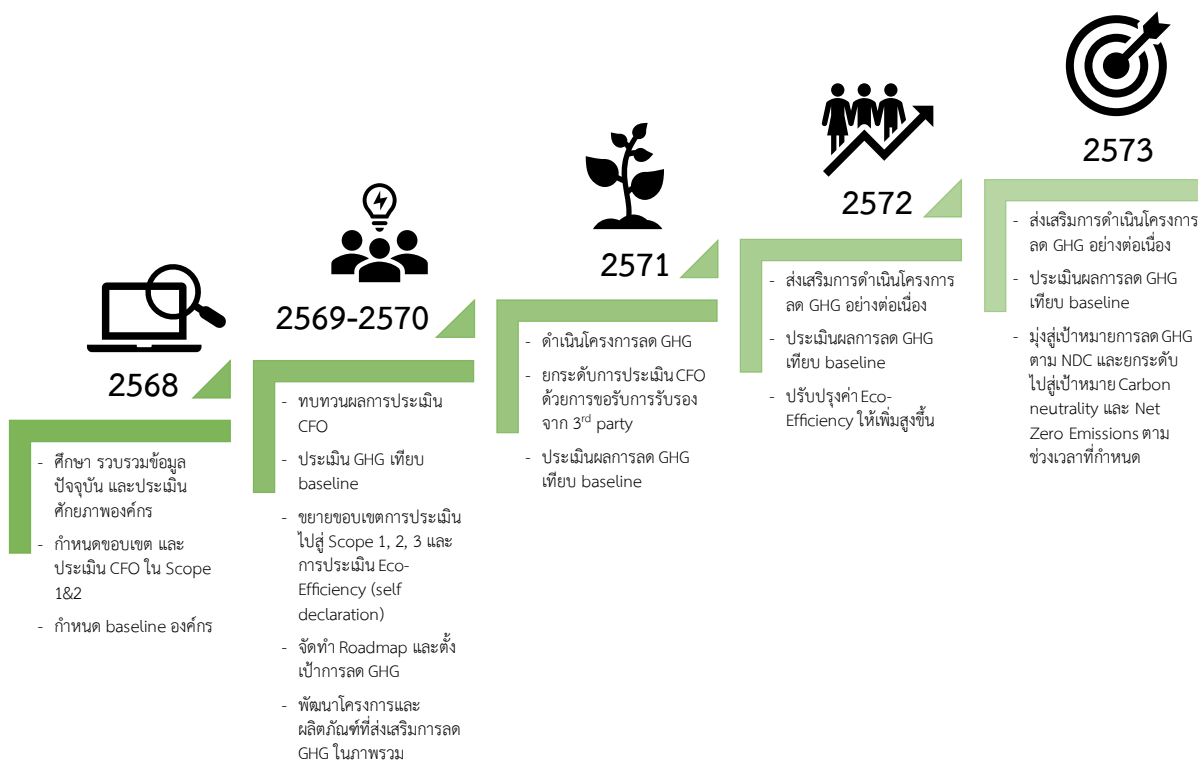 2568
- ศึกษา รวบรวมข้อมูล
ปัจจุบัน และประเมิน
ศักยภาพองค์กร
- กำหนดขอบเขต และ
ประเมิน CFO ใน Scope
1&2
- กำหนด baseline องค์กร
2569-2570
- ทบทวนผลการประเมิน
CFO
- ประเมิน GHG เทียบ
baseline
- ขยายขอบเขตการประเมิน
ไปสู่ Scope 1, 2, 3 และ
การประเมิน Eco-
Efficiency (self
declaration)
- จัดทำ Roadmap และตั้ง
เป้าการลด GHG
- พัฒนาโครงการและ
ผลิตภัณฑ์ที่ส่งเสริมการลด
GHG ในภาพรวม
2571
- ดำเนินโครงการลด GHG
- ยกระดับการประเมิน CFO
ด้วยการขอรับการรับรอง
จาก 3rd party
- ประเมินผลการลด GHG
เทียบ baseline
2572
- ส่งเสริมการดำเนินโครงการ
ลด GHG อย่างต่อเนื่อง
- ประเมินผลการลด GHG
เทียบ baseline
- ปรับปรุงค่า Eco-
Efficiency ให้เพิ่มสูงขึ้น
2573
- ส่งเสริมการดำเนินโครงการ
ลด GHG อย่างต่อเนื่อง
- ประเมินผลการลด GHG
เทียบ baseline
- มุ่งสู่เป้าหมายการลด GHG
ตาม NDC และยกระดับ
ไปสู่เป้าหมาย Carbon
neutrality และ Net
Zero Emissions ตาม
ช่วงเวลาที่กำหนด